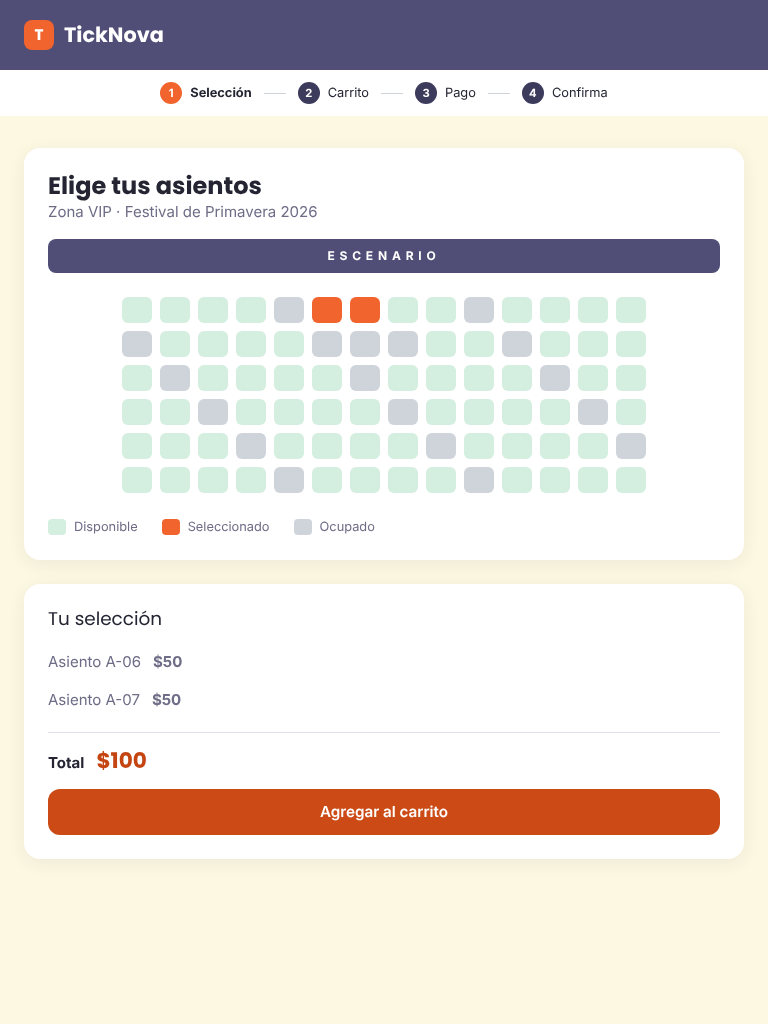 T TickNova
1 Selección 2 Carrito 3 Pago 4 Confirma
Elige tus asientos
Zona VIP · Festival de Primavera 2026
ESCENARIO
Disponible Seleccionado Ocupado
Tu selección
Asiento A-06 $50
Asiento A-07 $50
Total $100
Agregar al carrito